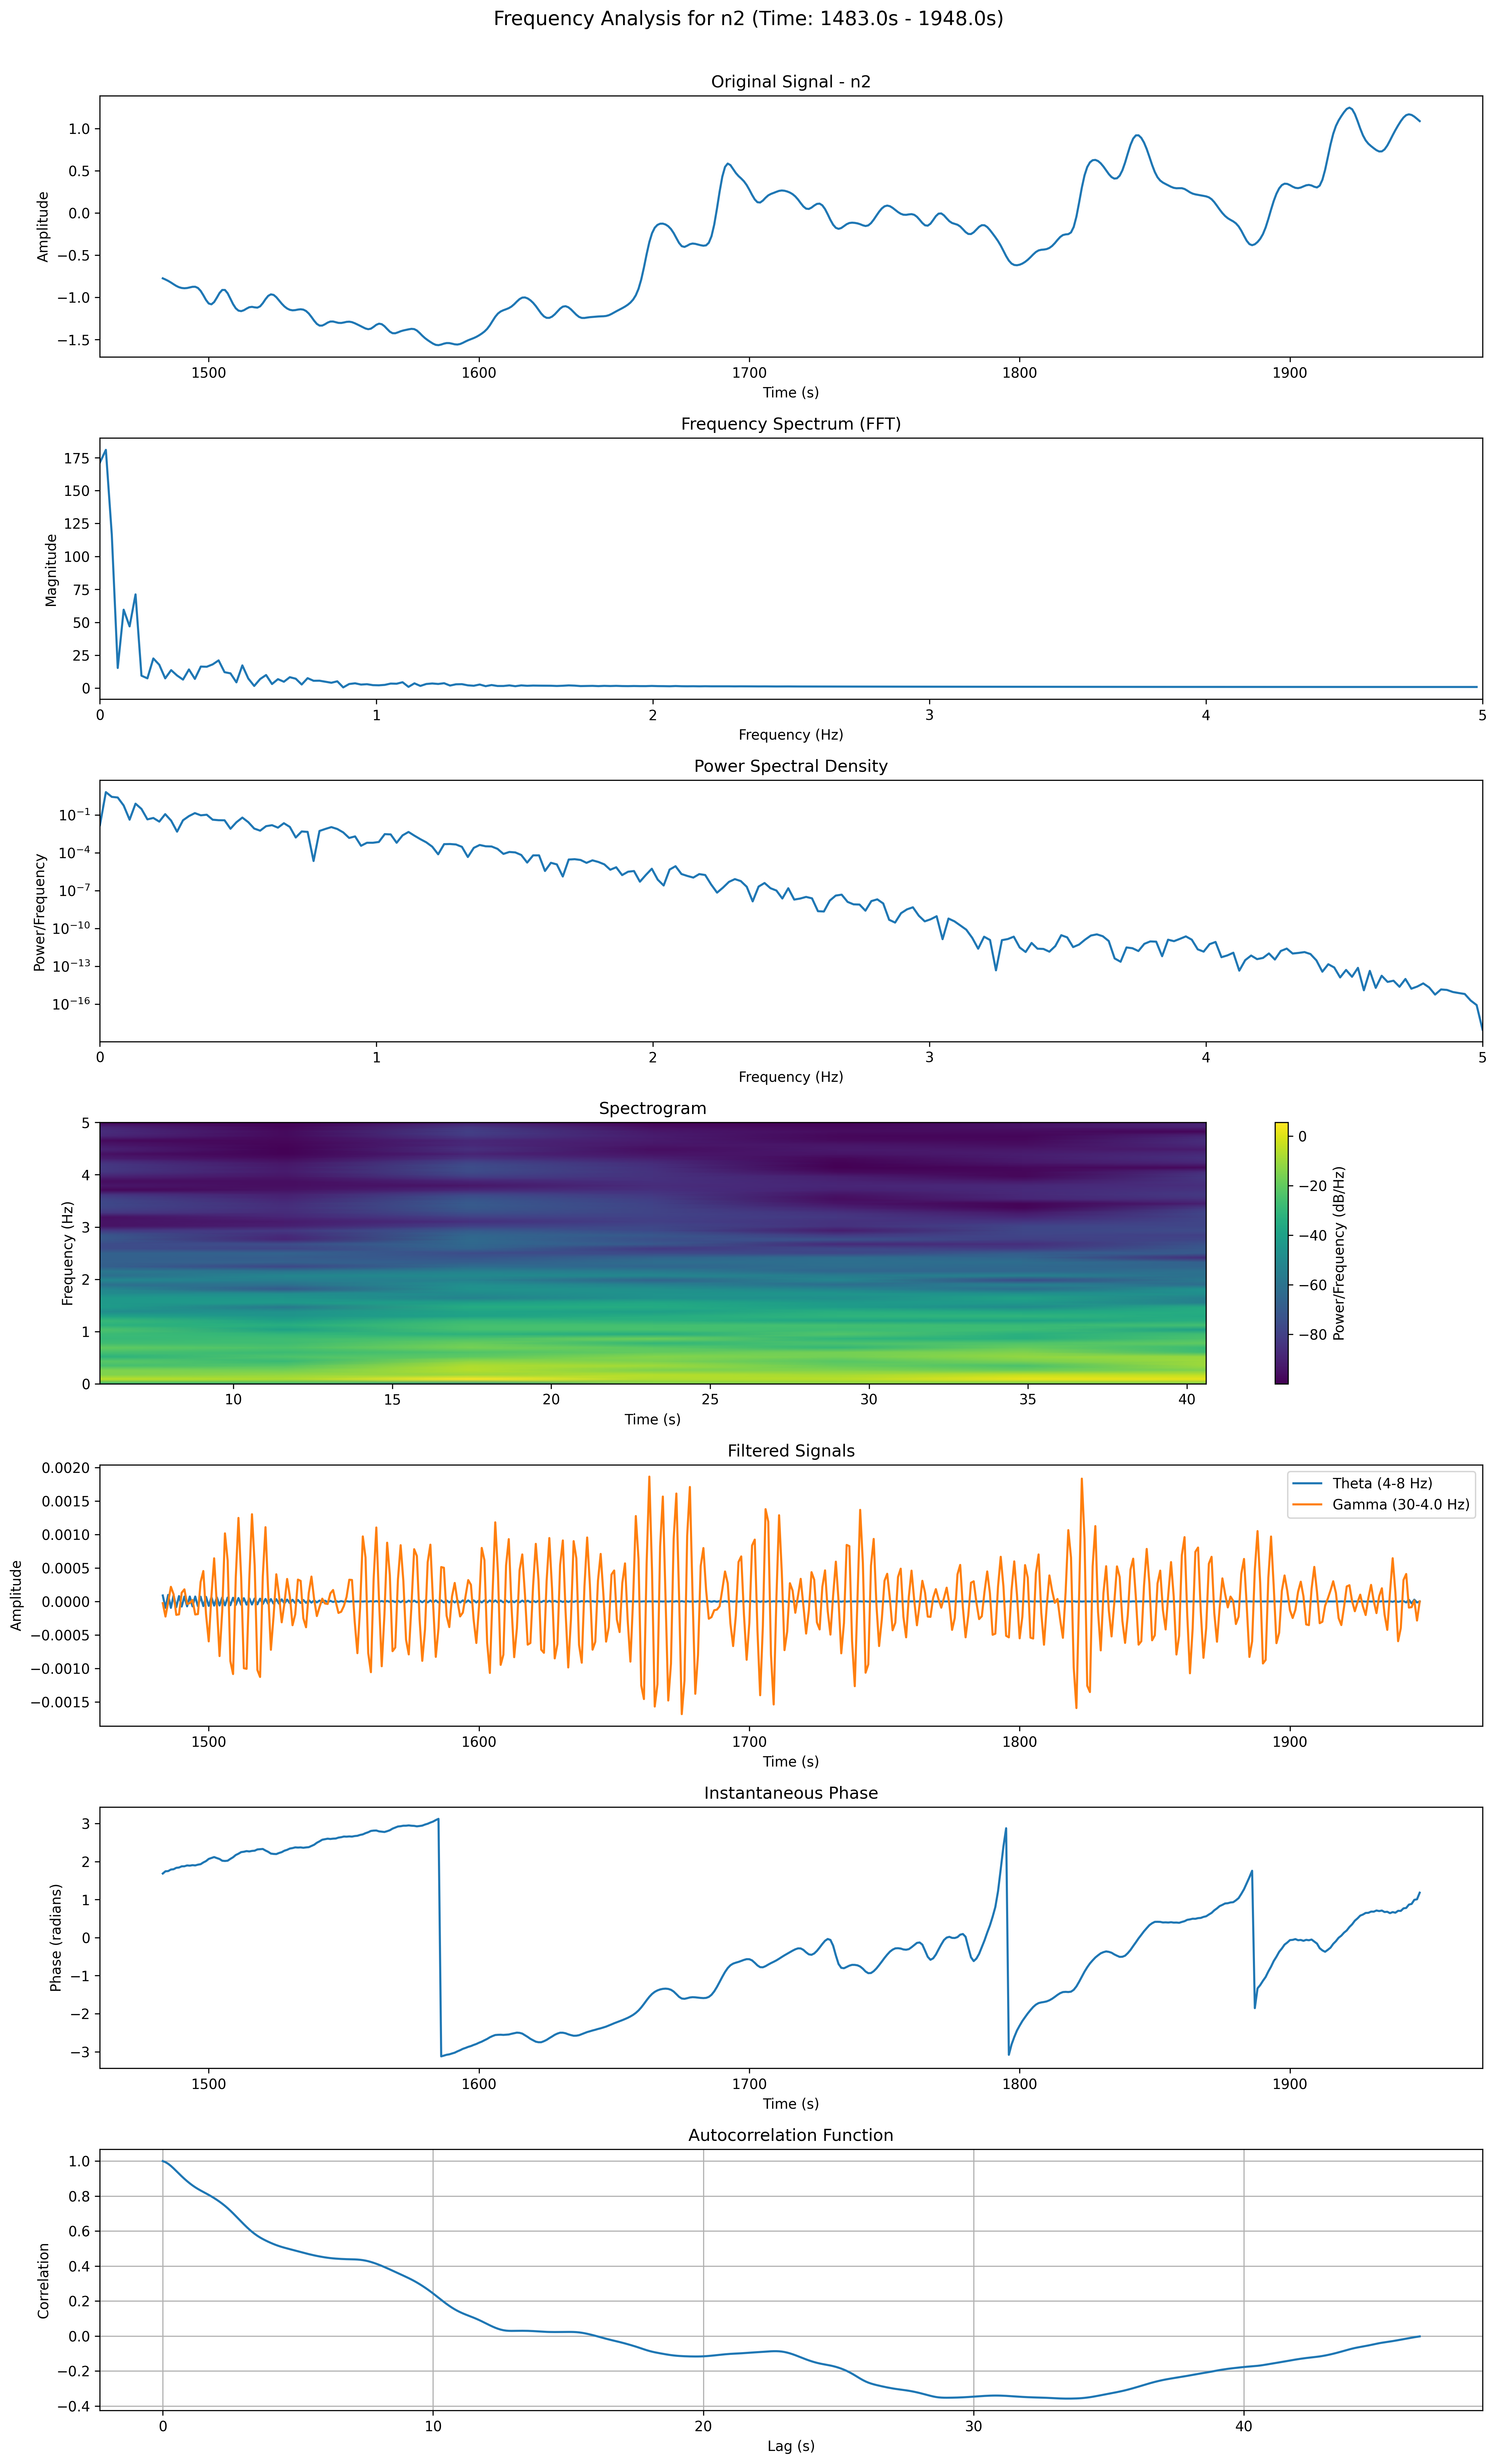 Frequency Analysis for n2 (Time: 1483.0s - 1948.0s)
Original Signal - n2
1.0
0.5
0.0
−0.5
−1.0
−1.5
Amplitude
1500 1600 1700 1800 1900
Time (s)
Frequency Spectrum (FFT)
175
150
125
100
75
50
25
0
Magnitude
0 1 2 3 4 5
Frequency (Hz)
Power Spectral Density
10⁻¹
10⁻⁴
10⁻⁷
10⁻¹⁰
10⁻¹³
10⁻¹⁶
Power/Frequency
0 1 2 3 4 5
Frequency (Hz)
Spectrogram
5
4
3
2
1
0
Frequency (Hz)
10 15 20 25 30 35 40
Time (s)
0
−20
−40
−60
−80
Power/Frequency (dB/Hz)
Filtered Signals
0.0020
0.0015
0.0010
0.0005
0.0000
−0.0005
−0.0010
−0.0015
Amplitude
Theta (4-8 Hz)
Gamma (30-4.0 Hz)
1500 1600 1700 1800 1900
Time (s)
Instantaneous Phase
3
2
1
0
−1
−2
−3
Phase (radians)
1500 1600 1700 1800 1900
Time (s)
Autocorrelation Function
1.0
0.8
0.6
0.4
0.2
0.0
−0.2
−0.4
Correlation
0 10 20 30 40
Lag (s)